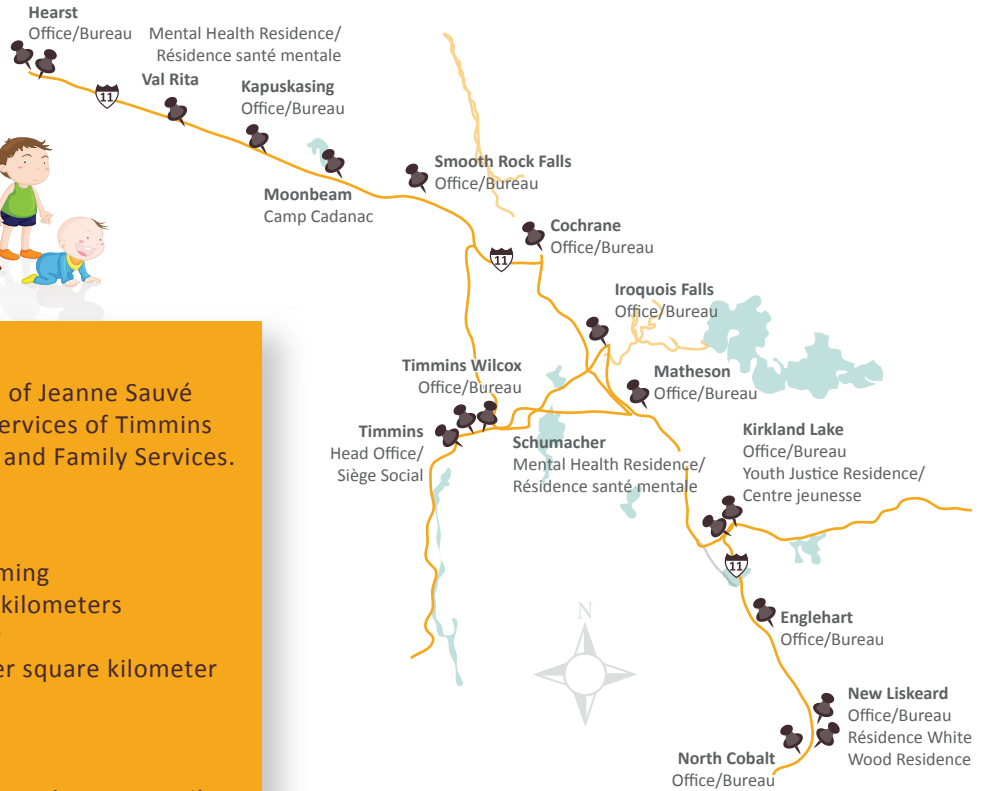 Hearst
Office/Bureau
Mental Health Residence/
Résidence santé mentale
Val Rita
11
Kapuskasing
Office/Bureau
Moonbeam
Camp Cadanac
Smooth Rock Falls
Office/Bureau
Cochrane
Office/Bureau
11
Iroquois Falls
Office/Bureau
Timmins Wilcox
Office/Bureau
Matheson
Office/Bureau
Timmins
Head Office/
Siège Social
Schumacher
Mental Health Residence/
Résidence santé mentale
Kirkland Lake
Office/Bureau
Youth Justice Residence/
Centre jeunesse
11
Englehart
Office/Bureau
N
New Liskeard
Office/Bureau
Résidence White
Wood Residence
North Cobalt
Office/Bureau
of Jeanne Sauvé
ervices of Timmins
and Family Services.
ming
kilometers
er square kilometer